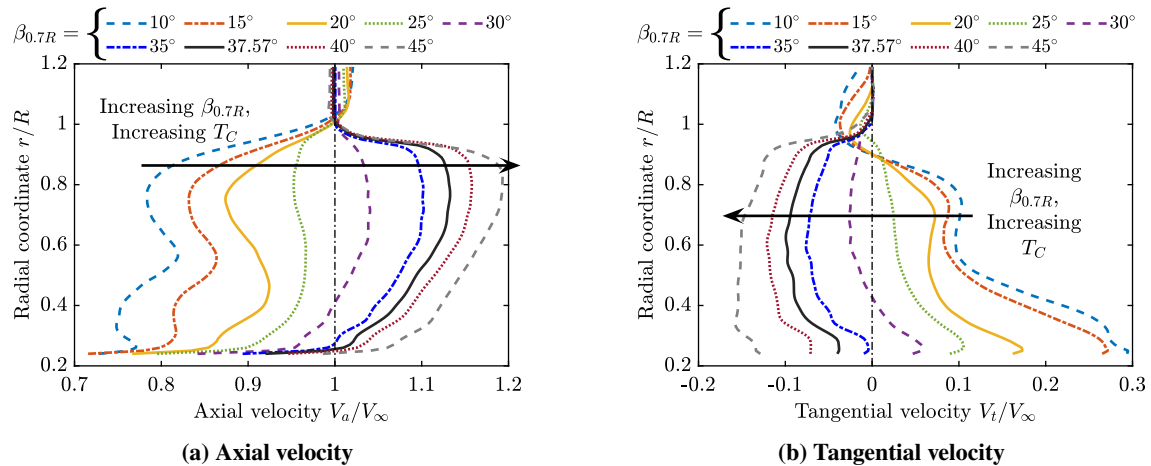 β0.7R = { 10° 15° 20° 25° 30°
35° 37.57° 40° 45°
Radial coordinate r/R
1.2
1
0.8
0.6
0.4
0.2
Increasing β0.7R,
Increasing TC
0.7 0.8 0.9 1 1.1 1.2
Axial velocity Va/V∞
(a) Axial velocity
β0.7R = { 10° 15° 20° 25° 30°
35° 37.57° 40° 45°
Radial coordinate r/R
1.2
1
0.8
0.6
0.4
0.2
Increasing
β0.7R,
Increasing
TC
-0.2 -0.1 0 0.1 0.2 0.3
Tangential velocity Vt/V∞
(b) Tangential velocity